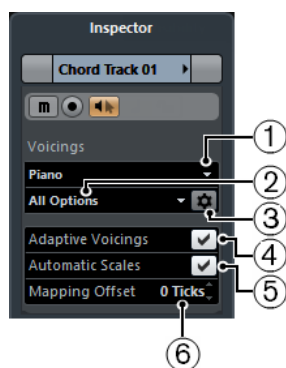 Inspector
Chord Track 01
m
Voicings
Piano
All Options
Adaptive Voicings
Automatic Scales
Mapping Offset 0 Ticks
1
2
3
4
5
6